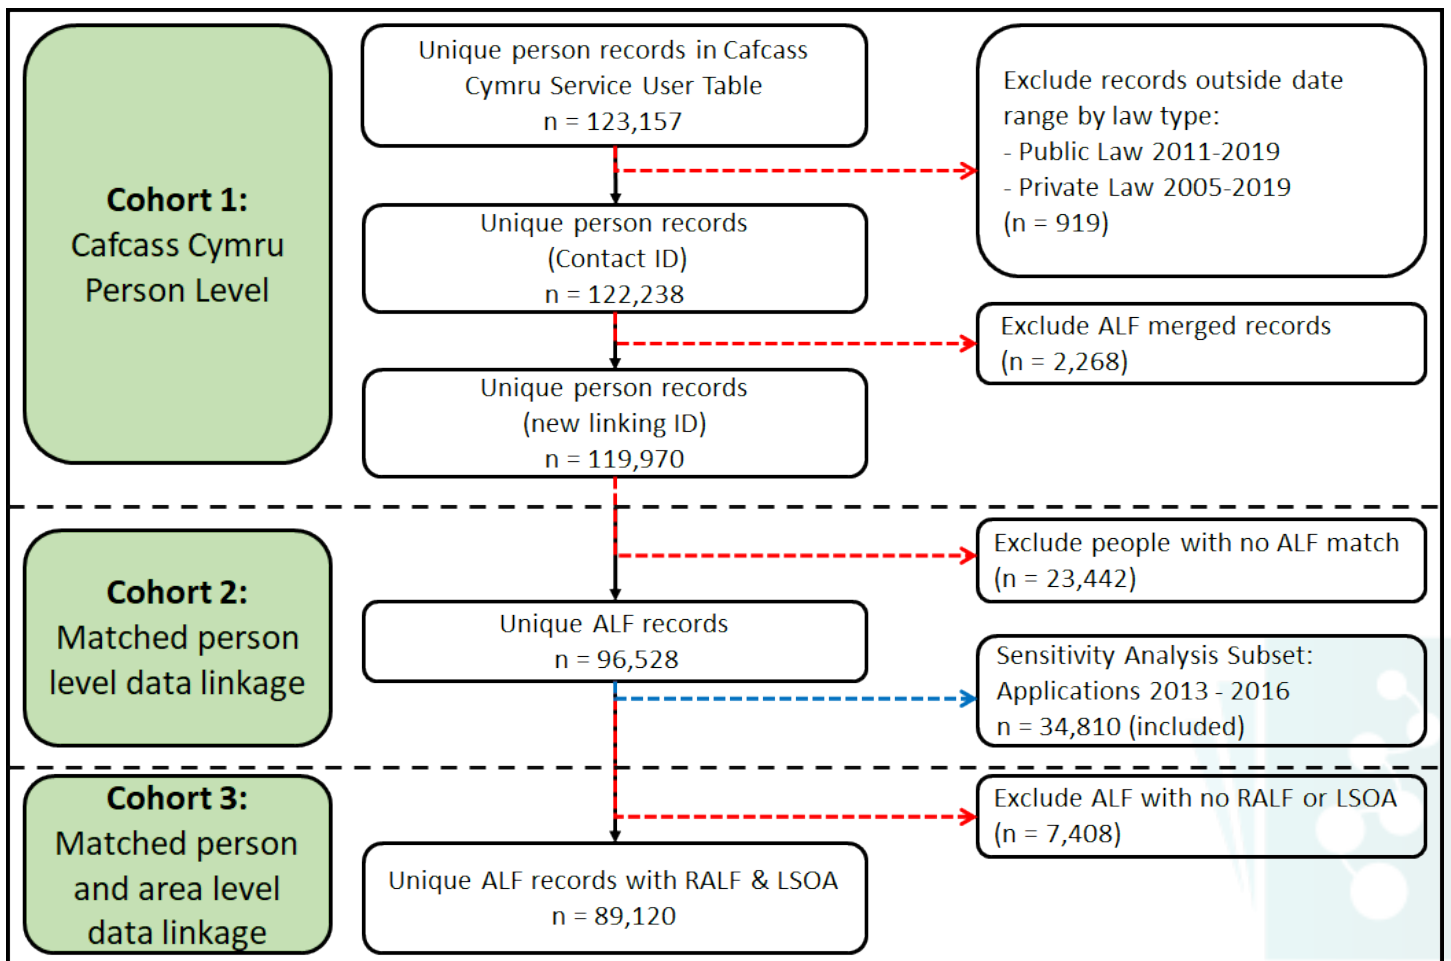 Cohort 1:
Cafcass Cymru
Person Level
Unique person records in Cafcass
Cymru Service User Table
n = 123,157
Exclude records outside date
range by law type:
- Public Law 2011-2019
- Private Law 2005-2019
(n = 919)
Unique person records
(Contact ID)
n = 122,238
Exclude ALF merged records
(n = 2,268)
Unique person records
(new linking ID)
n = 119,970
Cohort 2:
Matched person
level data linkage
Exclude people with no ALF match
(n = 23,442)
Unique ALF records
n = 96,528
Sensitivity Analysis Subset:
Applications 2013 - 2016
n = 34,810 (included)
Cohort 3:
Matched person
and area level
data linkage
Exclude ALF with no RALF or LSOA
(n = 7,408)
Unique ALF records with RALF & LSOA
n = 89,120